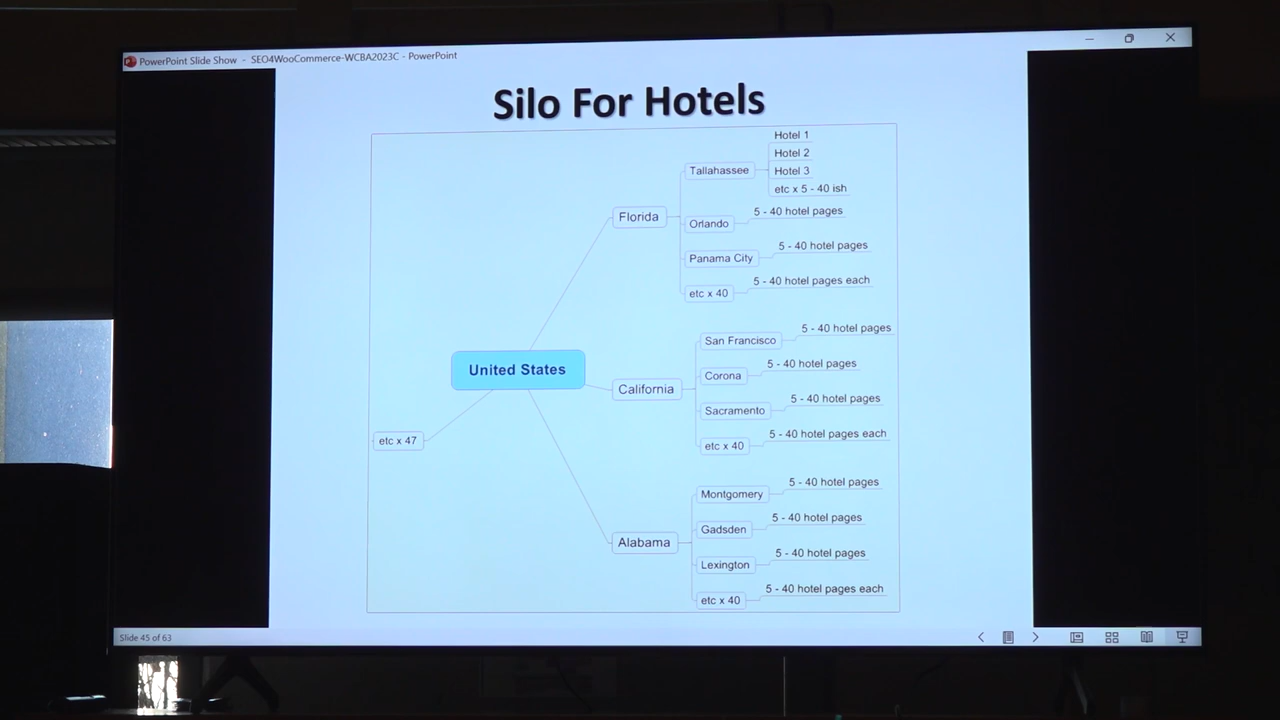 PowerPoint Slide Show - SEO4WooCommerce-WCBA2023C - PowerPoint
Silo For Hotels
Hotel 1
Hotel 2
Tallahassee
Hotel 3
etc x 5 - 40 ish
Florida
Orlando
5 - 40 hotel pages
Panama City
5 - 40 hotel pages
etc x 40
5 - 40 hotel pages each
United States
San Francisco
5 - 40 hotel pages
Corona
5 - 40 hotel pages
California
Sacramento
5 - 40 hotel pages
etc x 40
5 - 40 hotel pages each
etc x 47
Montgomery
5 - 40 hotel pages
Gadsden
5 - 40 hotel pages
Alabama
Lexington
5 - 40 hotel pages
etc x 40
5 - 40 hotel pages each
Slide 45 of 63